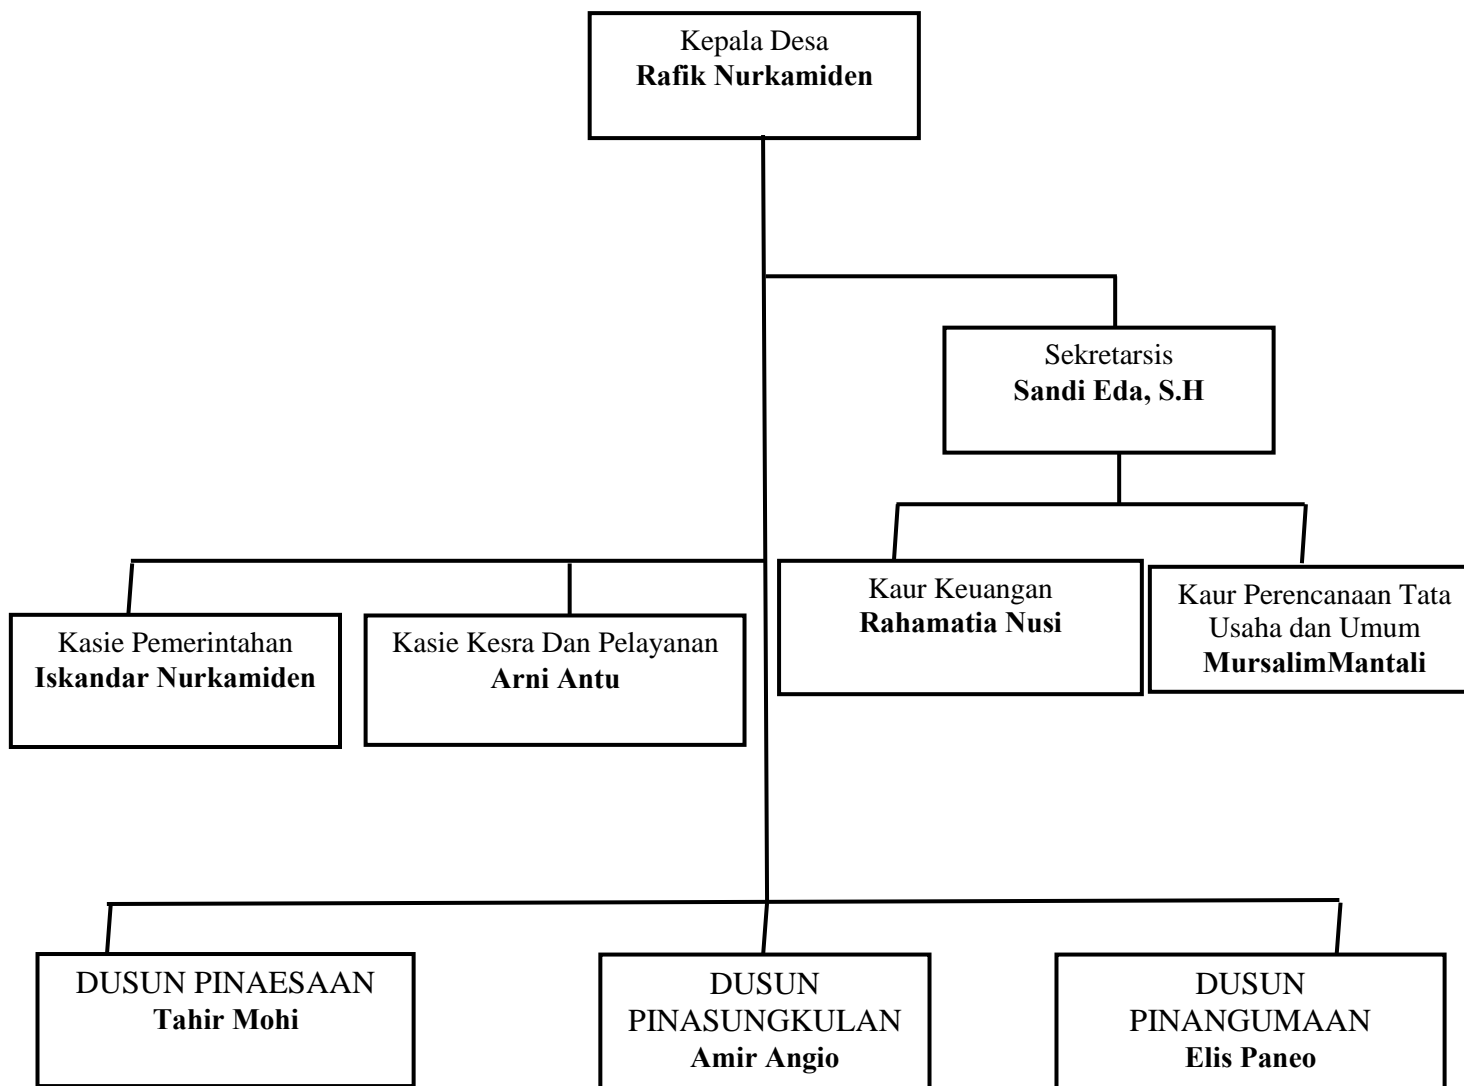 Kepala Desa
Rafik Nurkamiden
Sekretarsis
Sandi Eda, S.H
Kaur Keuangan
Rahamatia Nusi
Kaur Perencanaan Tata
Usaha dan Umum
MursalimMantali
Kasie Pemerintahan
Iskandar Nurkamiden
Kasie Kesra Dan Pelayanan
Arni Antu
DUSUN PINAESAAN
Tahir Mohi
DUSUN
PINASUNGKULAN
Amir Angio
DUSUN
PINANGUMAAN
Elis Paneo